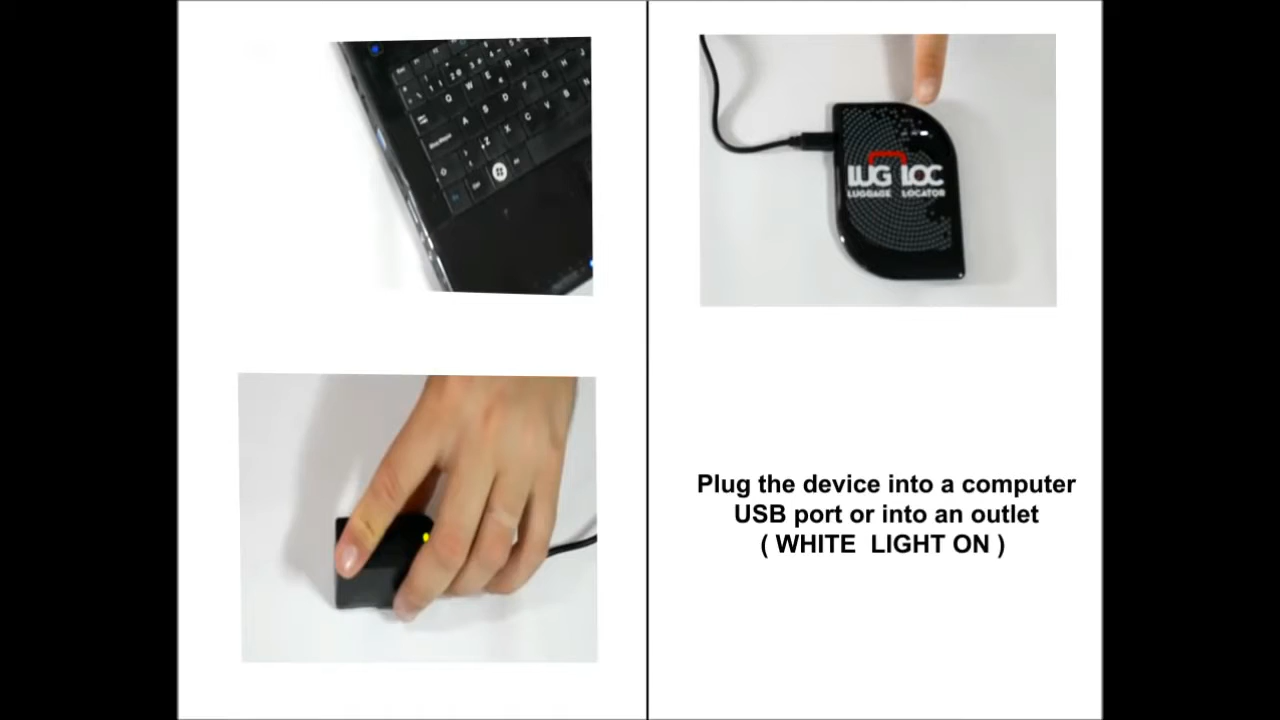 LUG LOC
LUGGAGE LOCATOR
Plug the device into a computer
USB port or into an outlet
( WHITE LIGHT ON )